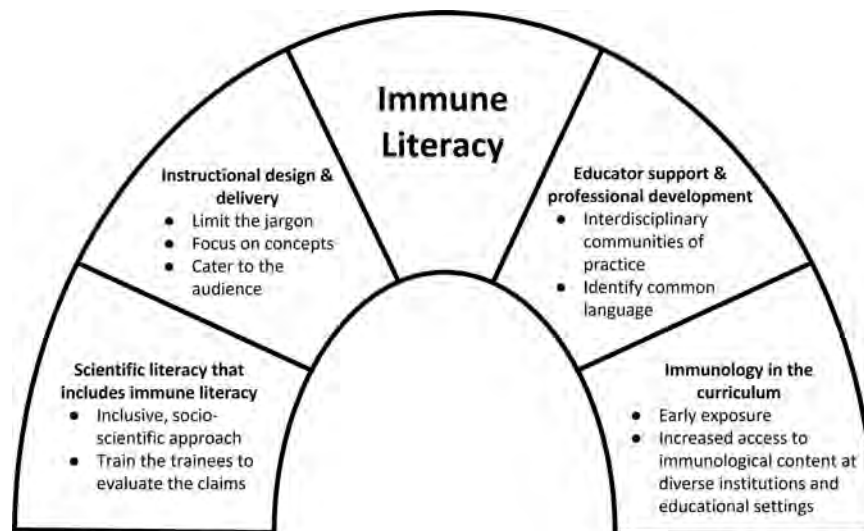 Immune
Literacy
Instructional design &
delivery
● Limit the jargon
● Focus on concepts
● Cater to the
audience
Educator support &
professional development
● Interdisciplinary
communities of
practice
● Identify common
language
Scientific literacy that
includes immune literacy
● Inclusive, socio-
scientific approach
● Train the trainees to
evaluate the claims
Immunology in the
curriculum
● Early exposure
● Increased access to
immunological content at
diverse institutions and
educational settings